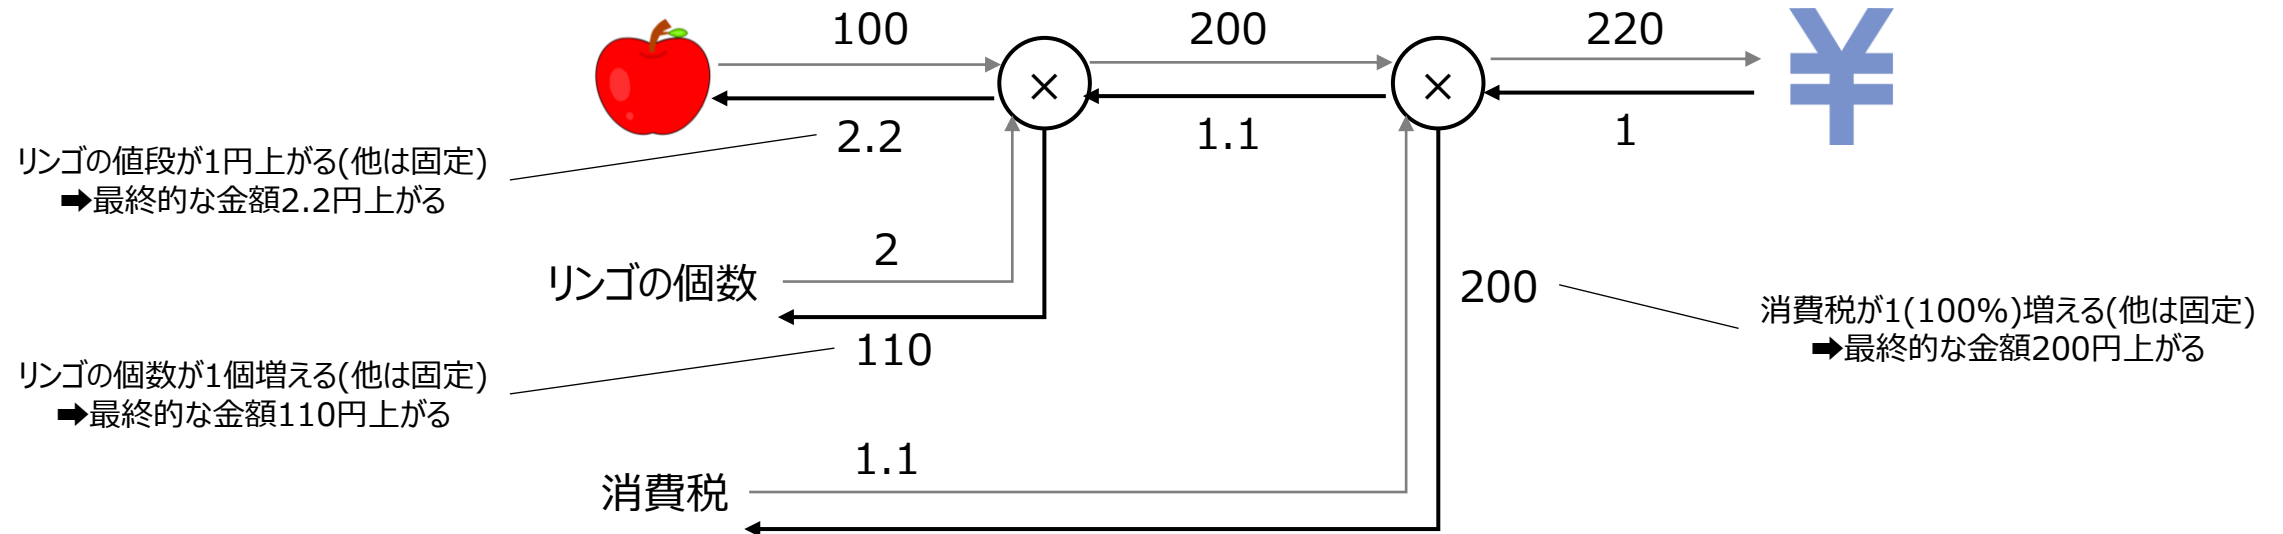 100
200
220
×
×
¥
2.2
1.1
1
リンゴの値段が1円上がる(他は固定)
➡最終的な金額2.2円上がる
2
リンゴの個数
200
消費税が1(100%)増える(他は固定)
➡最終的な金額200円上がる
110
リンゴの個数が1個増える(他は固定)
➡最終的な金額110円上がる
1.1
消費税